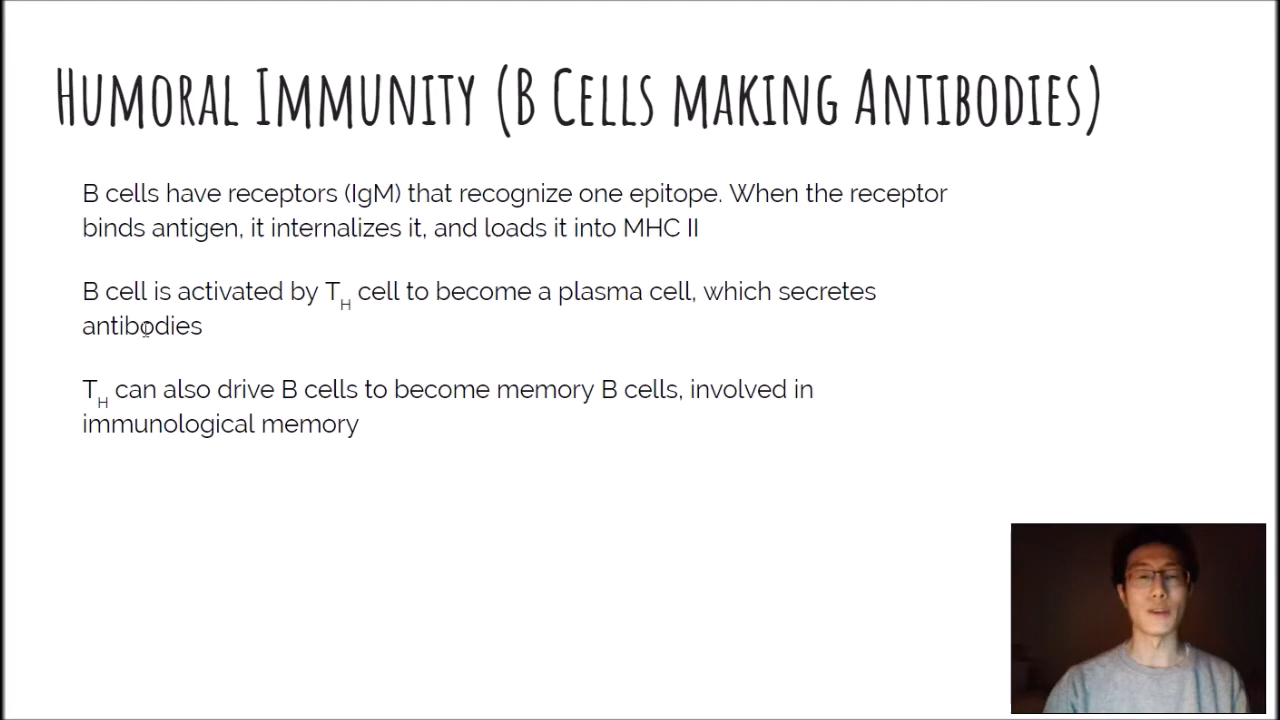 Humoral Immunity (B Cells making Antibodies)
B cells have receptors (IgM) that recognize one epitope. When the receptor
binds antigen, it internalizes it, and loads it into MHC II
B cell is activated by TH cell to become a plasma cell, which secretes
antibodies
TH can also drive B cells to become memory B cells, involved in
immunological memory